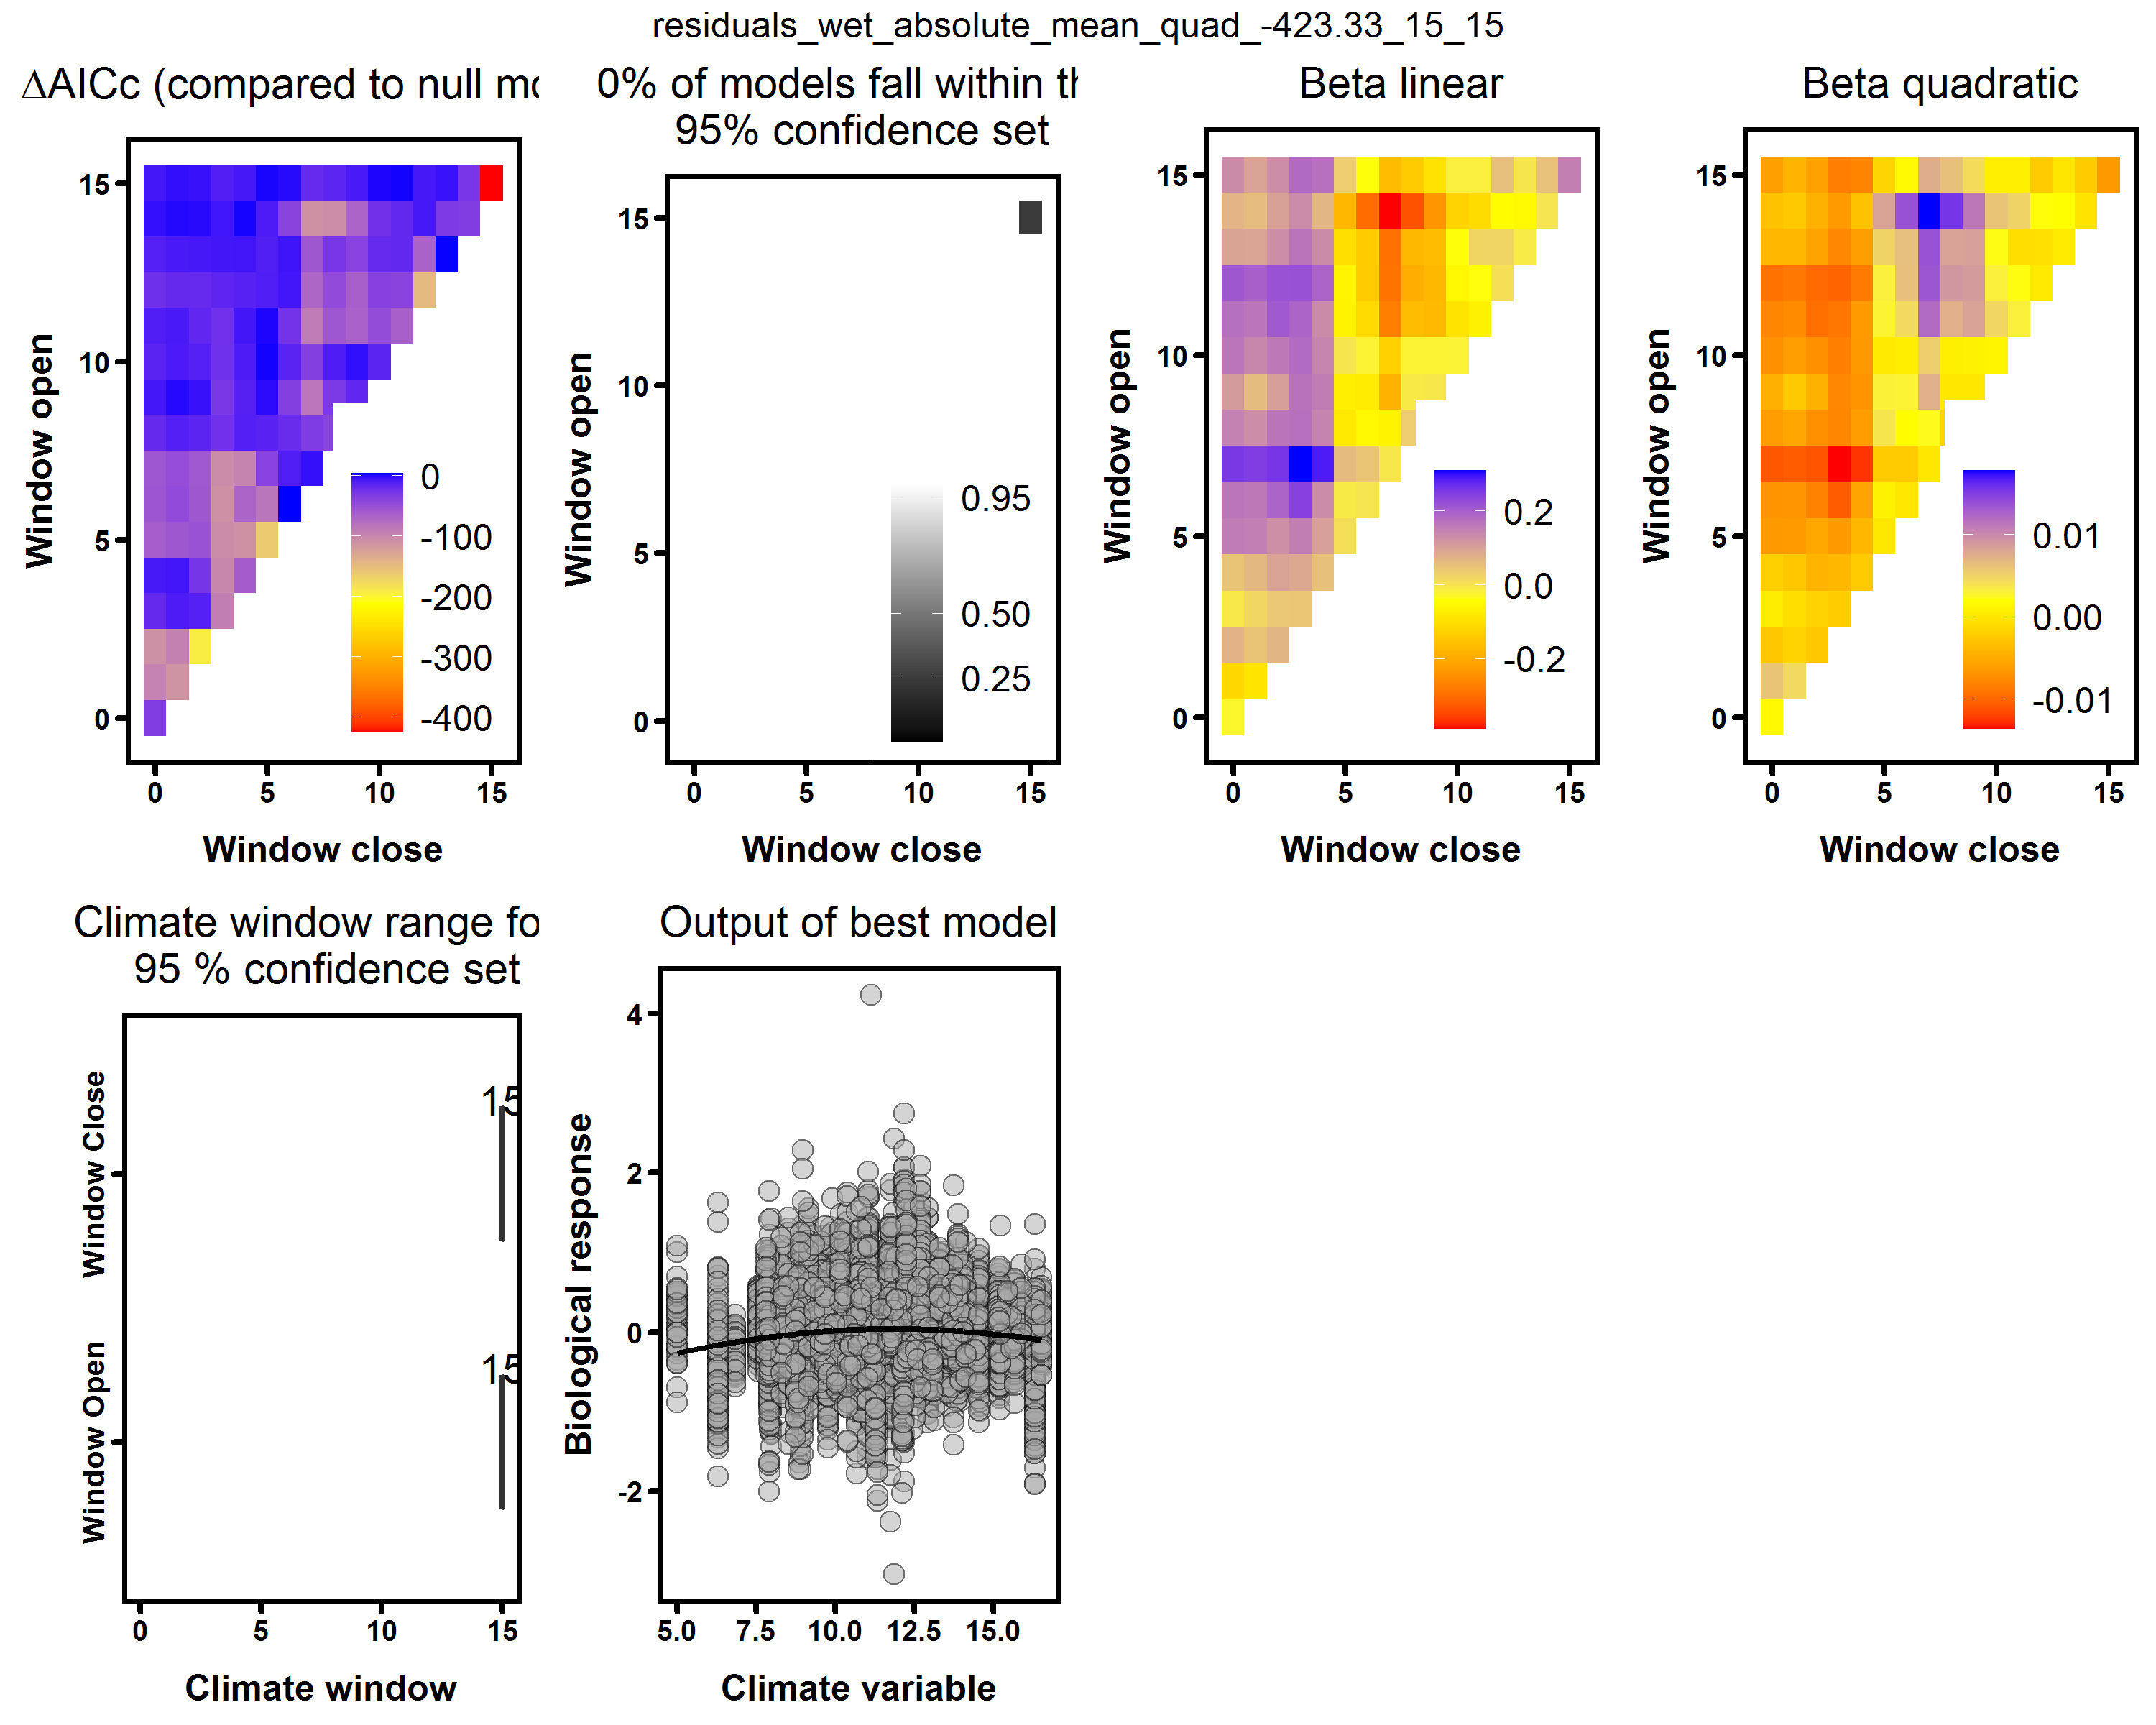 residuals_wet_absolute_mean_quad_-423.33_15_15
ΔAICc (compared to null mo
15
10
5
0
0
-100
-200
-300
-400
0 5 10 15
Window open
Window close
0% of models fall within th
95% confidence set
15
10
5
0
0.95
0.50
0.25
0 5 10 15
Window open
Window close
Beta linear
15
10
5
0
0.2
0.0
-0.2
0 5 10 15
Window open
Window close
Beta quadratic
15
10
5
0
0.01
0.00
-0.01
0 5 10 15
Window open
Window close
Climate window range fo
95 % confidence set
Window Close
Window Open
15
15
0 5 10 15
Climate window
Output of best model
4
2
0
-2
5.0 7.5 10.0 12.5 15.0
Biological response
Climate variable